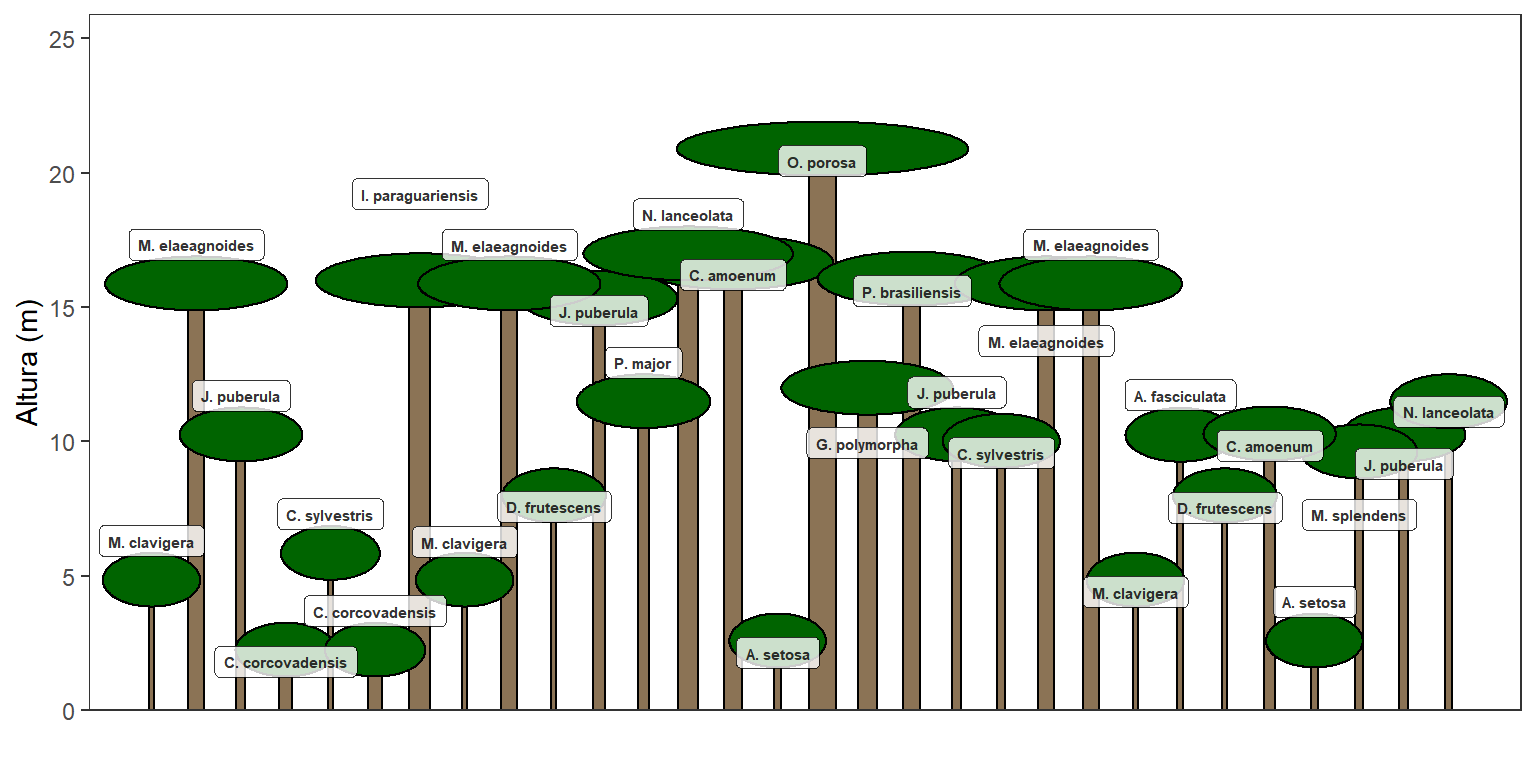 Altura (m)
25
20
15
10
5
0
O. porosa
I. paraguariensis
N. lanceolata
M. elaeagnoides
M. elaeagnoides
M. elaeagnoides
C. amoenum
P. brasiliensis
J. puberula
M. elaeagnoides
P. major
J. puberula
J. puberula
A. fasciculata
N. lanceolata
G. polymorpha
C. amoenum
C. sylvestris
J. puberula
D. frutescens
D. frutescens
C. sylvestris
M. splendens
M. clavigera
M. clavigera
M. clavigera
C. corcovadensis
A. setosa
C. corcovadensis
A. setosa